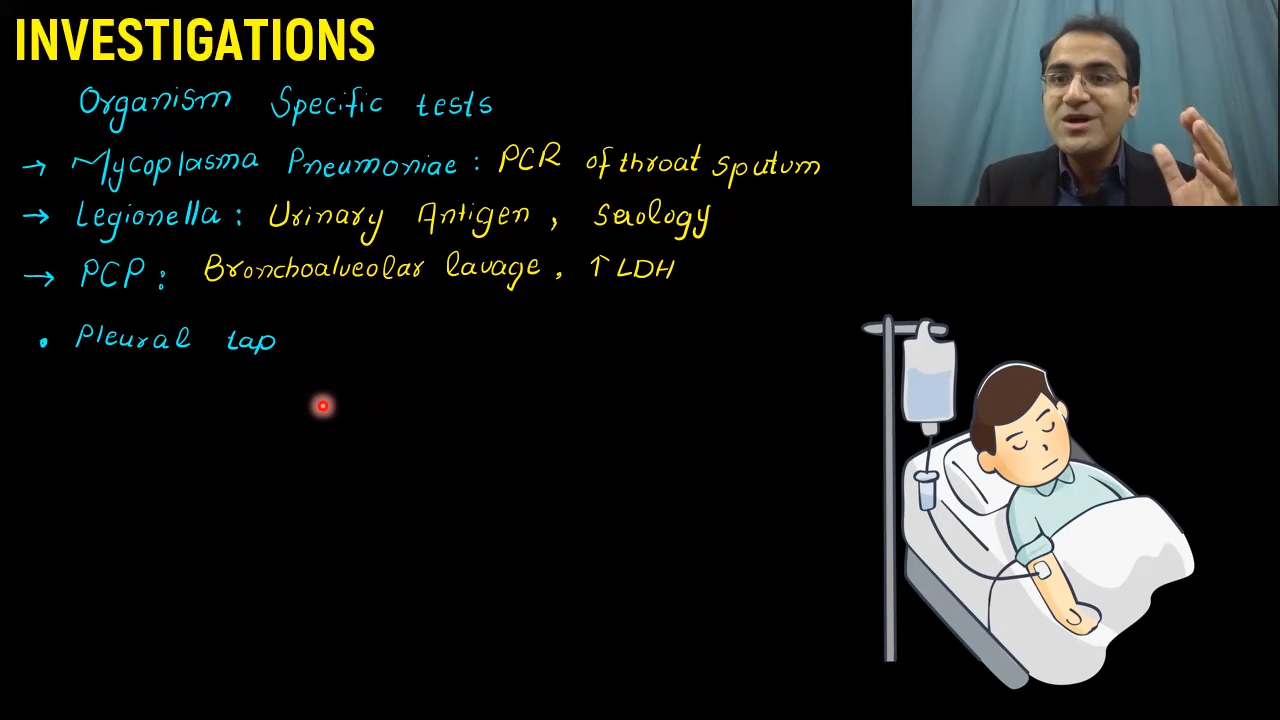 INVESTIGATIONS
Organism Specific tests
→ Mycoplasma Pneumoniae : PCR of throat sputum
→ Legionella : Urinary Antigen , Serology
→ PCP : Bronchoalveolar lavage , ↑ LDH
• Pleural tap